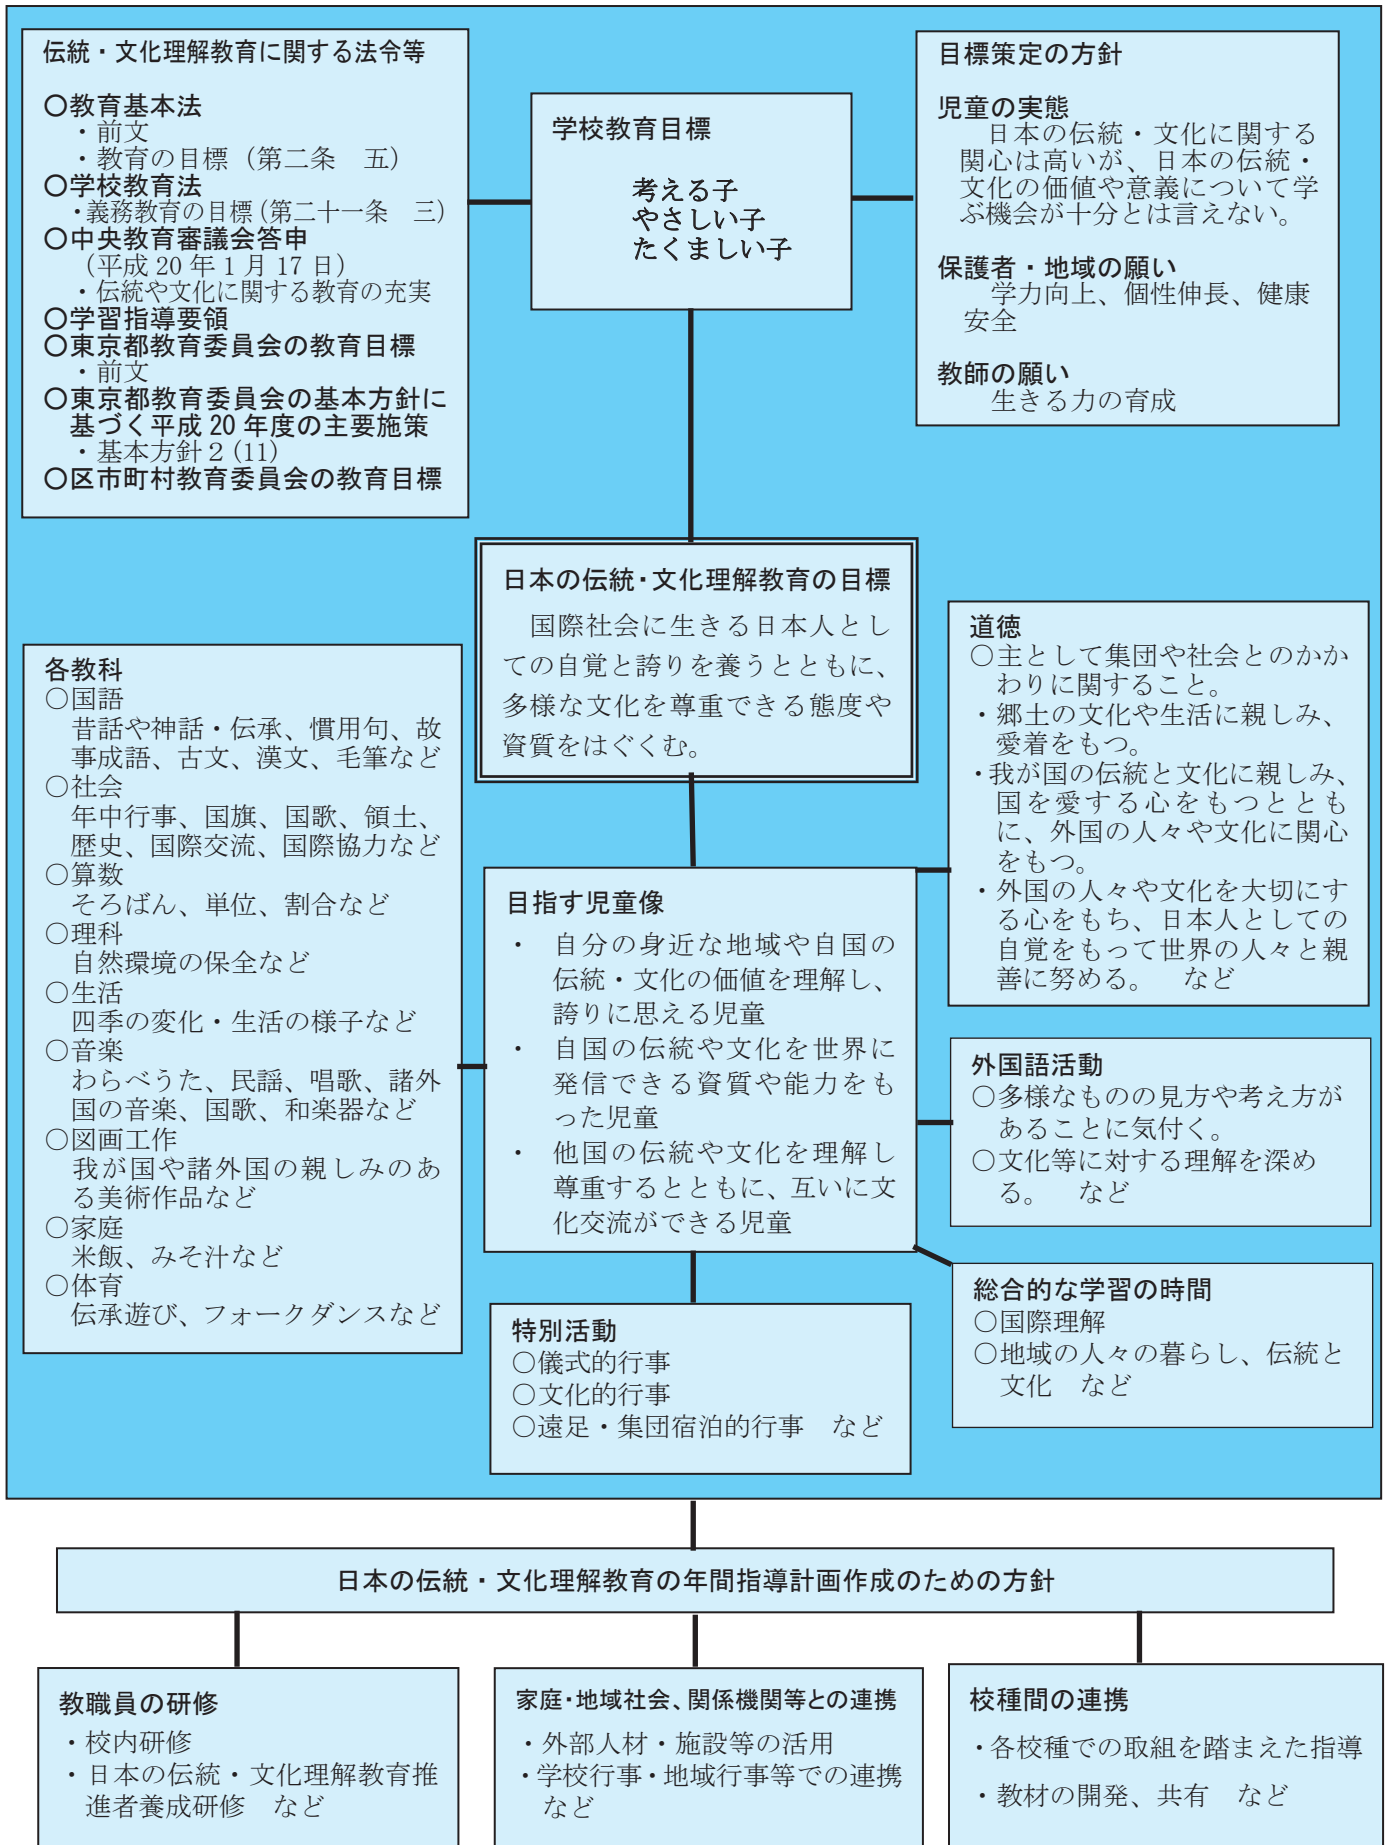 伝統・文化理解教育に関する法令等
○教育基本法
・前文
・教育の目標（第二条　五）
○学校教育法
・義務教育の目標（第二十一条　三）
○中央教育審議会答申
（平成 20 年 1 月 17 日）
・伝統や文化に関する教育の充実
○学習指導要領
○東京都教育委員会の教育目標
・前文
○東京都教育委員会の基本方針に
基づく平成 20 年度の主要施策
・基本方針２(11)
○区市町村教育委員会の教育目標
学校教育目標
考える子
やさしい子
たくましい子
目標策定の方針
児童の実態
日本の伝統・文化に関する
関心は高いが、日本の伝統・
文化の価値や意義について学
ぶ機会が十分とは言えない。
保護者・地域の願い
学力向上、個性伸長、健康
安全
教師の願い
生きる力の育成
日本の伝統・文化理解教育の目標
国際社会に生きる日本人とし
ての自覚と誇りを養うとともに、
多様な文化を尊重できる態度や
資質をはぐくむ。
各教科
○国語
昔話や神話・伝承、慣用句、故
事成語、古文、漢文、毛筆など
○社会
年中行事、国旗、国歌、領土、
歴史、国際交流、国際協力など
○算数
そろばん、単位、割合など
○理科
自然環境の保全など
○生活
四季の変化・生活の様子など
○音楽
わらべうた、民謡、唱歌、諸外
国の音楽、国歌、和楽器など
○図画工作
我が国や諸外国の親しみのあ
る美術作品など
○家庭
米飯、みそ汁など
○体育
伝承遊び、フォークダンスなど
目指す児童像
・　自分の身近な地域や自国の
伝統・文化の価値を理解し、
誇りに思える児童
・　自国の伝統や文化を世界に
発信できる資質や能力をも
った児童
・　他国の伝統や文化を理解し
尊重するとともに、互いに文
化交流ができる児童
道徳
○主として集団や社会とのかか
わりに関すること。
・郷土の文化や生活に親しみ、
愛着をもつ。
・我が国の伝統と文化に親しみ、
国を愛する心をもつととも
に、外国の人々や文化に関心
をもつ。
・外国の人々や文化を大切にす
る心をもち、日本人としての
自覚をもって世界の人々と親
善に努める。　など
外国語活動
○多様なものの見方や考え方が
あることに気付く。
○文化等に対する理解を深め
る。　など
総合的な学習の時間
○国際理解
○地域の人々の暮らし、伝統と
文化　など
特別活動
○儀式的行事
○文化的行事
○遠足・集団宿泊的行事　など
日本の伝統・文化理解教育の年間指導計画作成のための方針
教職員の研修
・校内研修
・日本の伝統・文化理解教育推
進者養成研修　など
家庭・地域社会、関係機関等との連携
・外部人材・施設等の活用
・学校行事・地域行事等での連携
など
校種間の連携
・各校種での取組を踏まえた指導
・教材の開発、共有　など